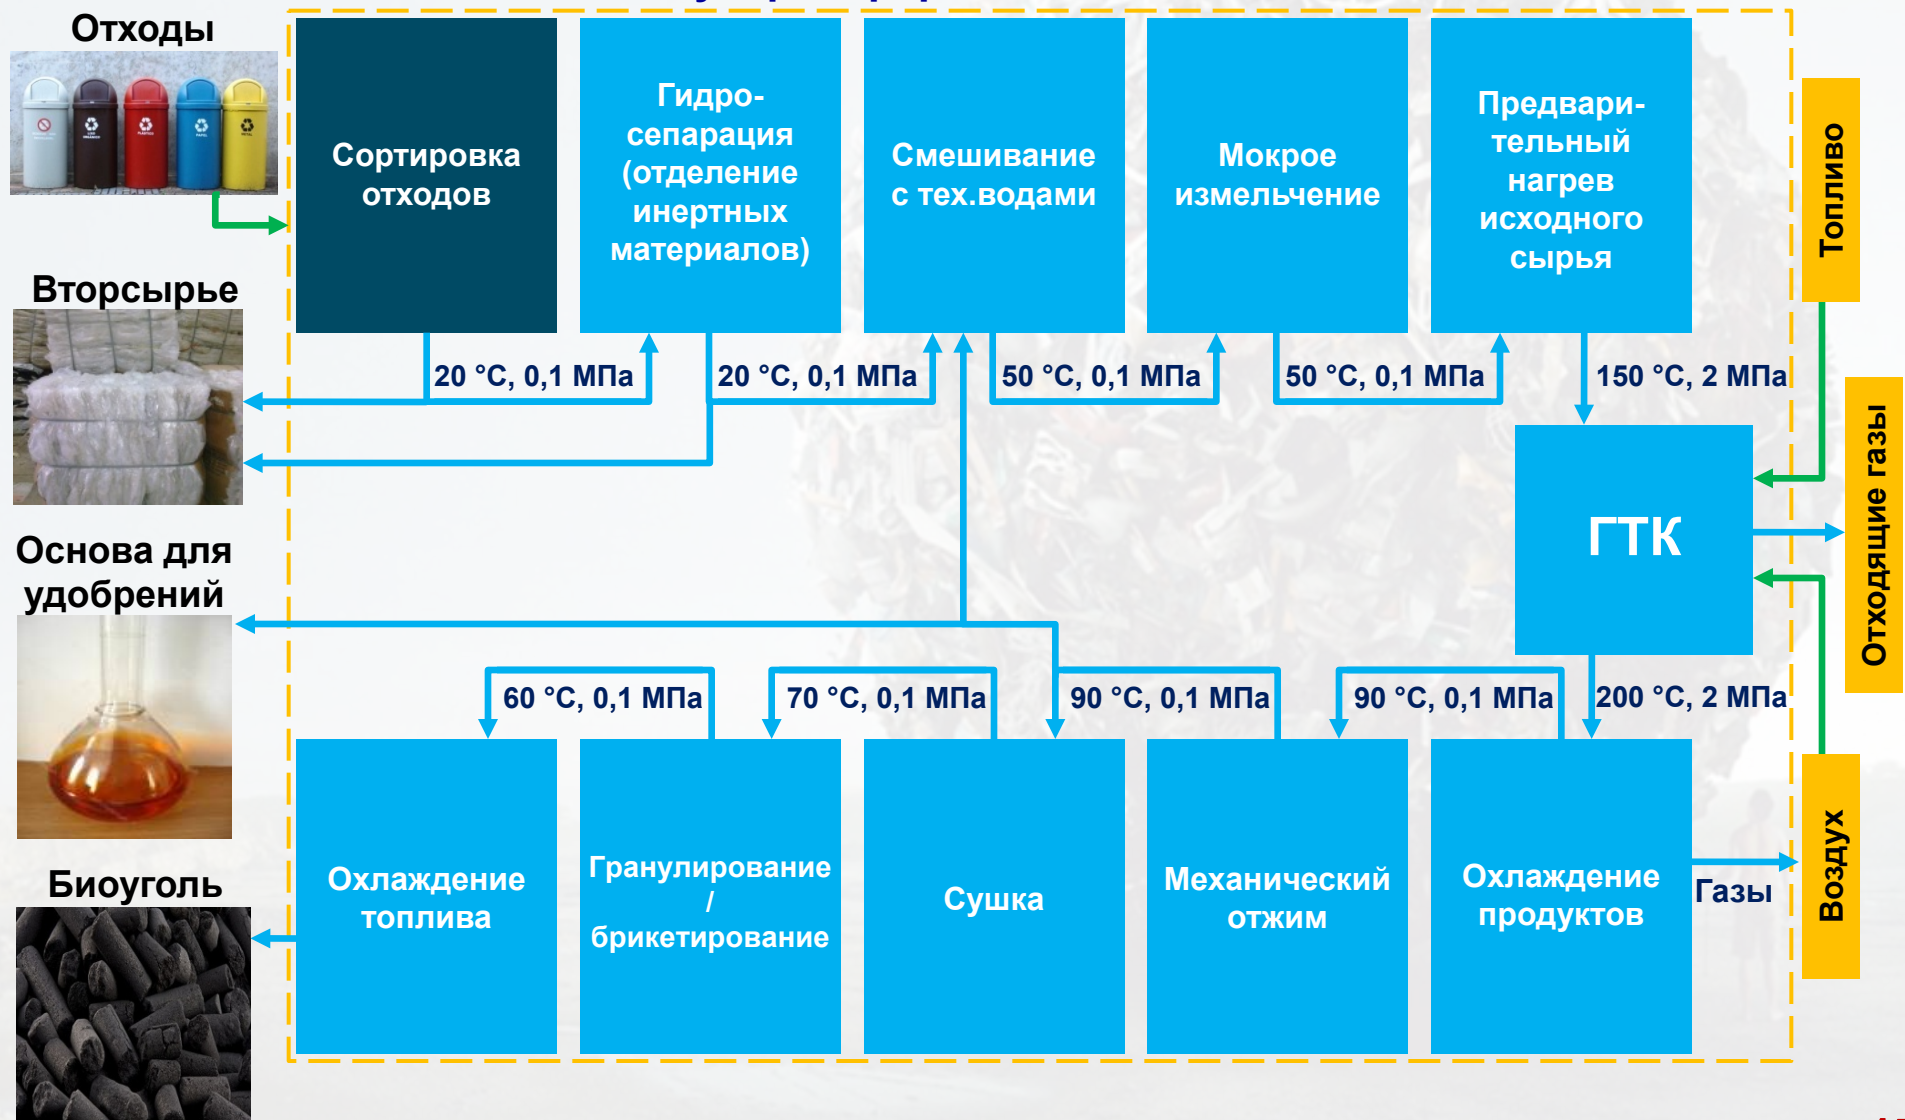 Отходы
Сортировка
отходов
Гидро-
сепарация
(отделение
инертных
материалов)
Смешивание
с тех.водами
Мокрое
измельчение
Предвари-
тельный
нагрев
исходного
сырья
Топливо
Вторсырье
20 °C, 0,1 МПа
20 °C, 0,1 МПа
50 °C, 0,1 МПа
50 °C, 0,1 МПа
150 °C, 2 МПа
ГТК
Отходящие газы
Основа для
удобрений
60 °C, 0,1 МПа
70 °C, 0,1 МПа
90 °C, 0,1 МПа
90 °C, 0,1 МПа
200 °C, 2 МПа
Биоуголь
Охлаждение
топлива
Гранулирование
/
брикетирование
Сушка
Механический
отжим
Охлаждение
продуктов
Газы
Воздух